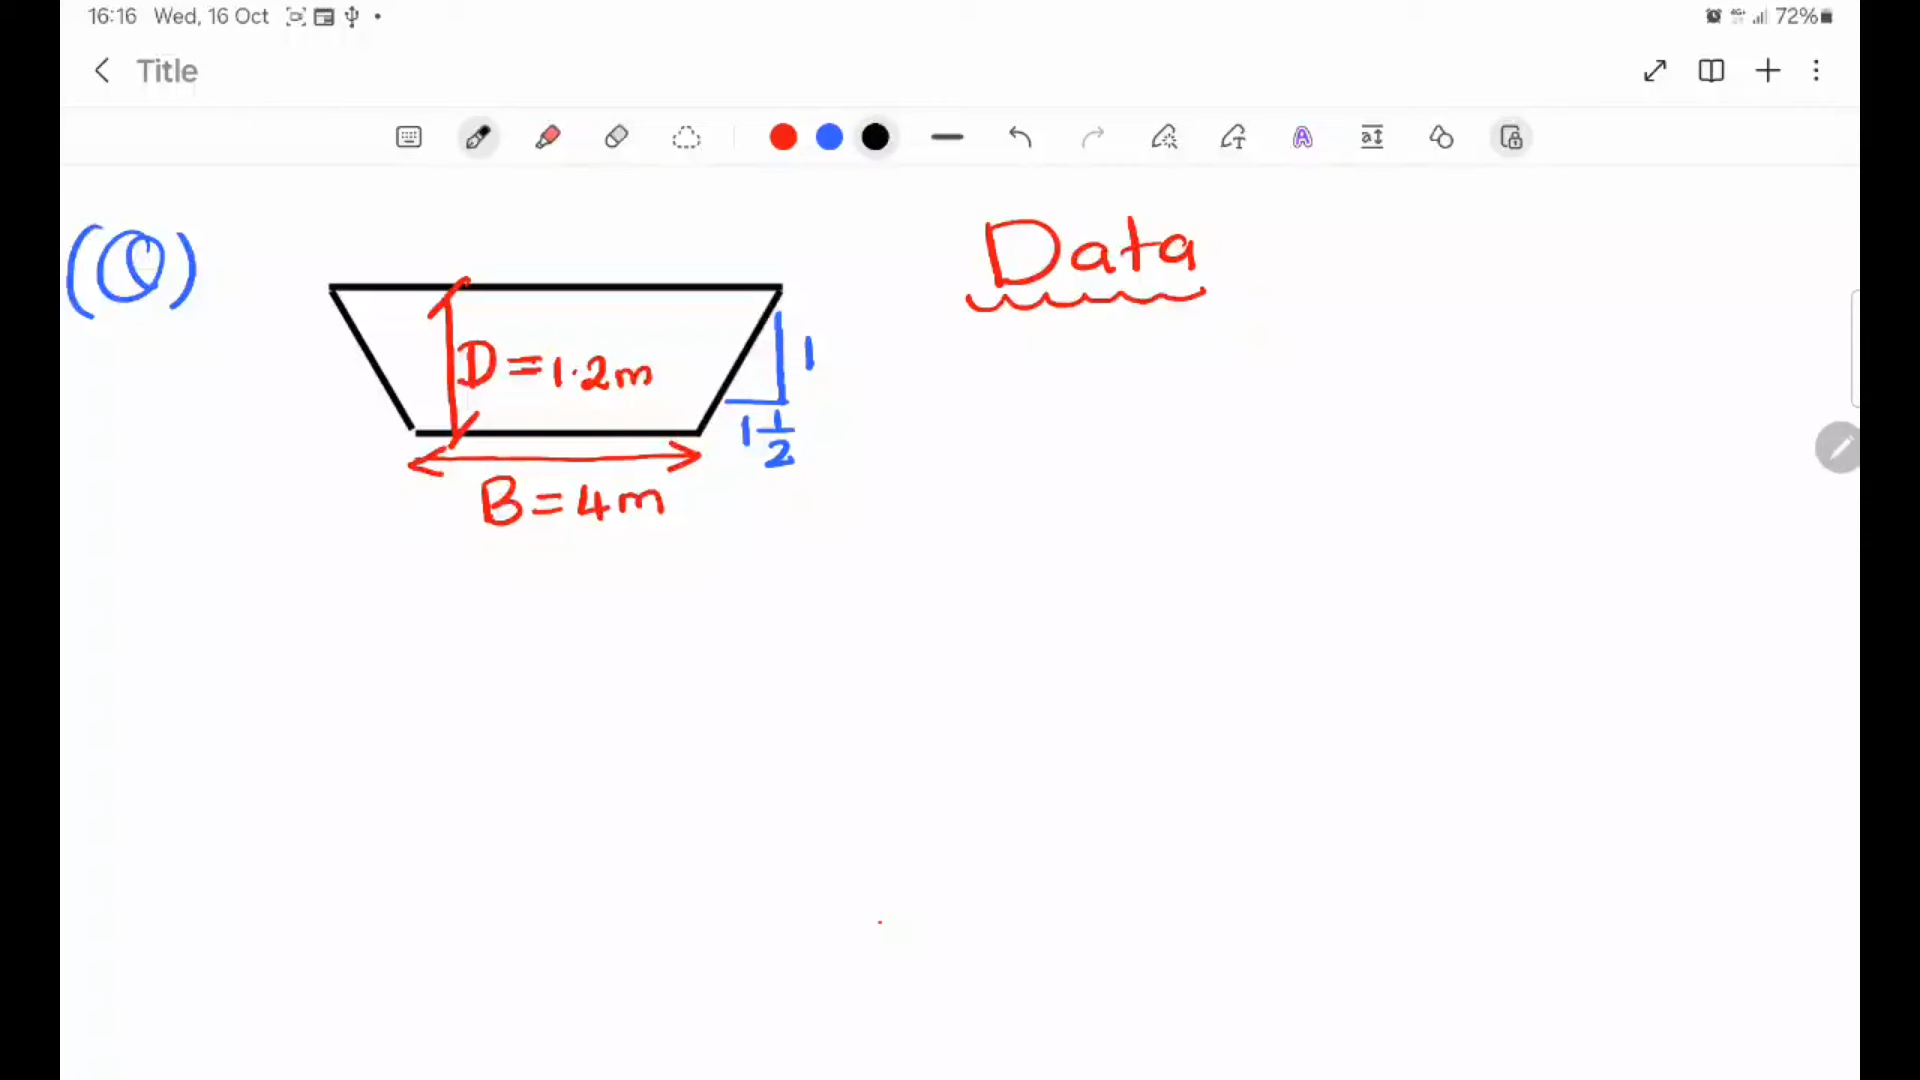 16:16 Wed, 16 Oct
72%
Title
(Q)
Data
D = 1.2m
1
1 1/2
B = 4m